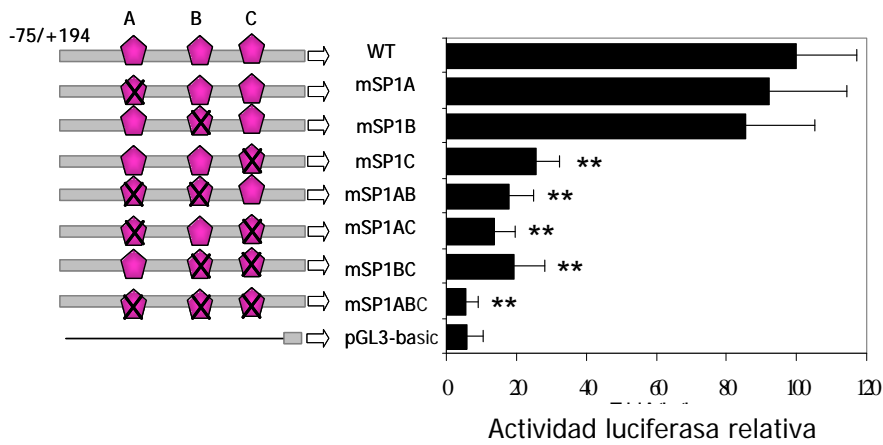 A B C
-75/+194
WT
mSP1A
mSP1B
mSP1C **
mSP1AB **
mSP1AC **
mSP1BC **
mSP1ABC **
pGL3-basic
0 20 40 60 80 100 120
Actividad luciferasa relativa